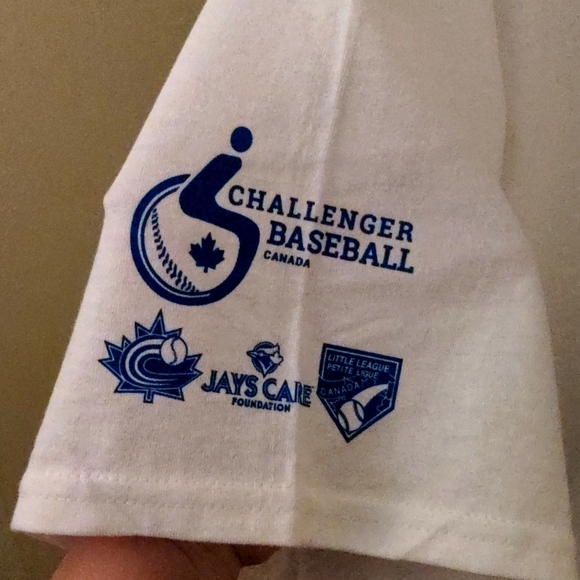 CHALLENGER
BASEBALL
CANADA
JAYS CARE
FOUNDATION
LITTLE LEAGUE
PETITE LIGUE
CANADA